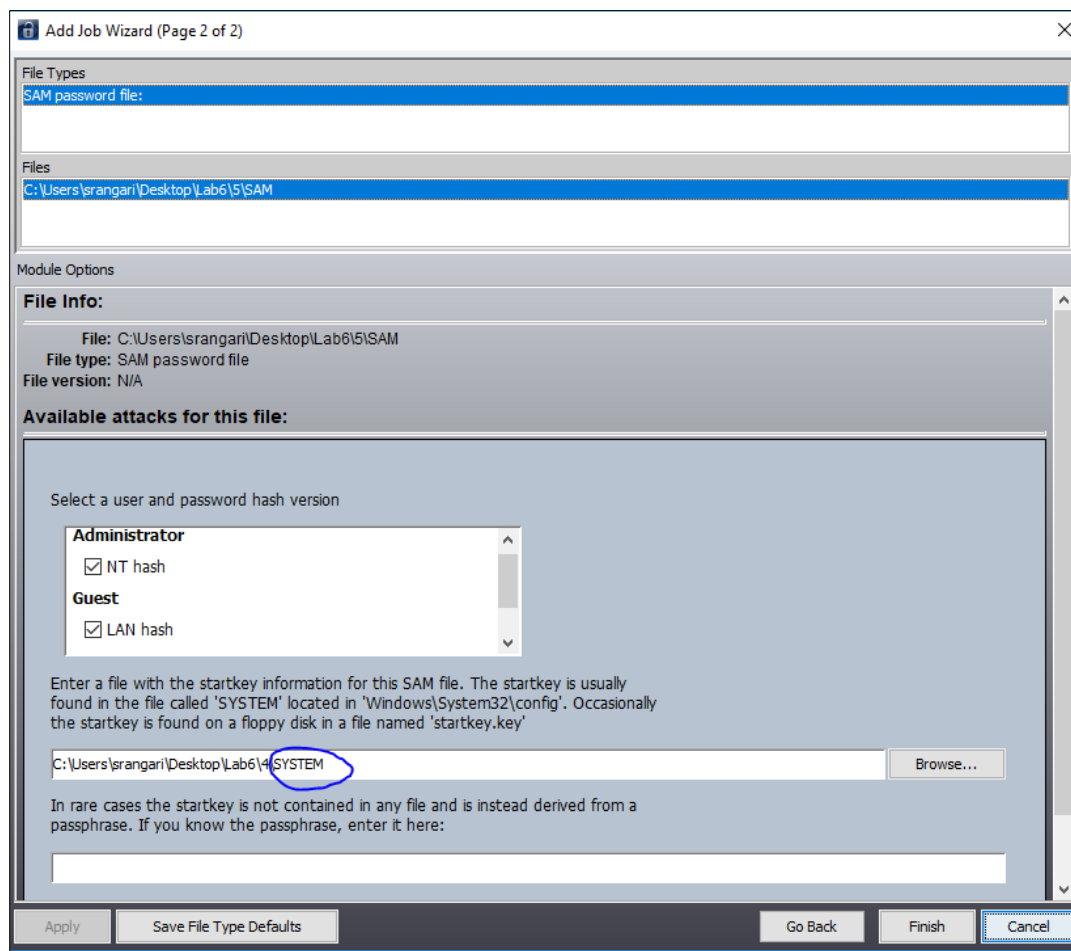 Add Job Wizard (Page 2 of 2)
File Types
SAM password file:
Files
C:\Users\srangari\Desktop\Lab6\5\SAM
Module Options
File Info:
File: C:\Users\srangari\Desktop\Lab6\5\SAM
File type: SAM password file
File version: N/A
Available attacks for this file:
Select a user and password hash version
Administrator
NT hash
Guest
LAN hash
Enter a file with the startkey information for this SAM file. The startkey is usually
found in the file called 'SYSTEM' located in 'Windows\System32\config'. Occasionally
the startkey is found on a floppy disk in a file named 'startkey.key'
C:\Users\srangari\Desktop\Lab6\4\SYSTEM
Browse...
In rare cases the startkey is not contained in any file and is instead derived from a
passphrase. If you know the passphrase, enter it here:
Apply
Save File Type Defaults
Go Back
Finish
Cancel